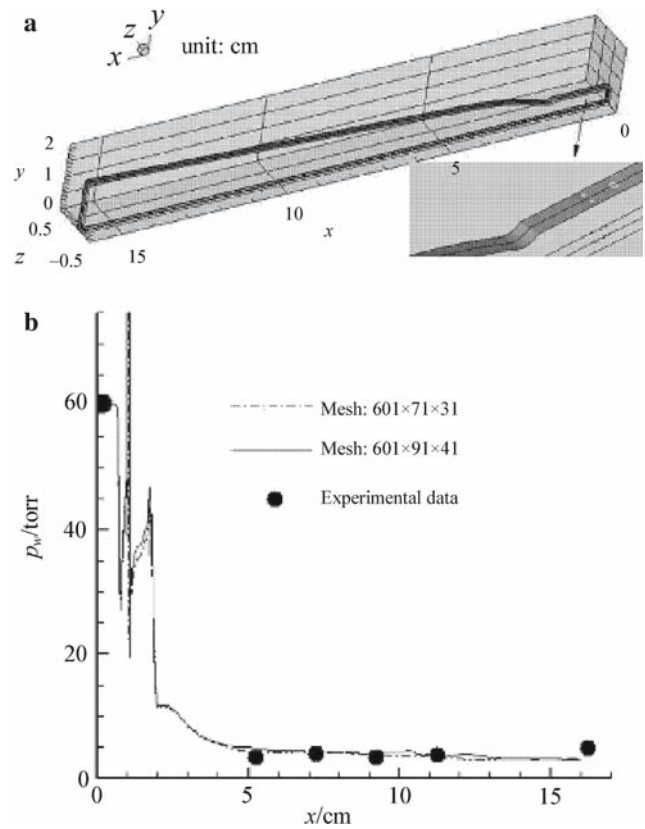 a
z y
x
unit: cm
2
1
y
0
0.5
z
−0.5
15
10
x
5
0
b
60
40
20
0
p_w/torr
Mesh: 601×71×31
Mesh: 601×91×41
Experimental data
0
5
10
15
x/cm